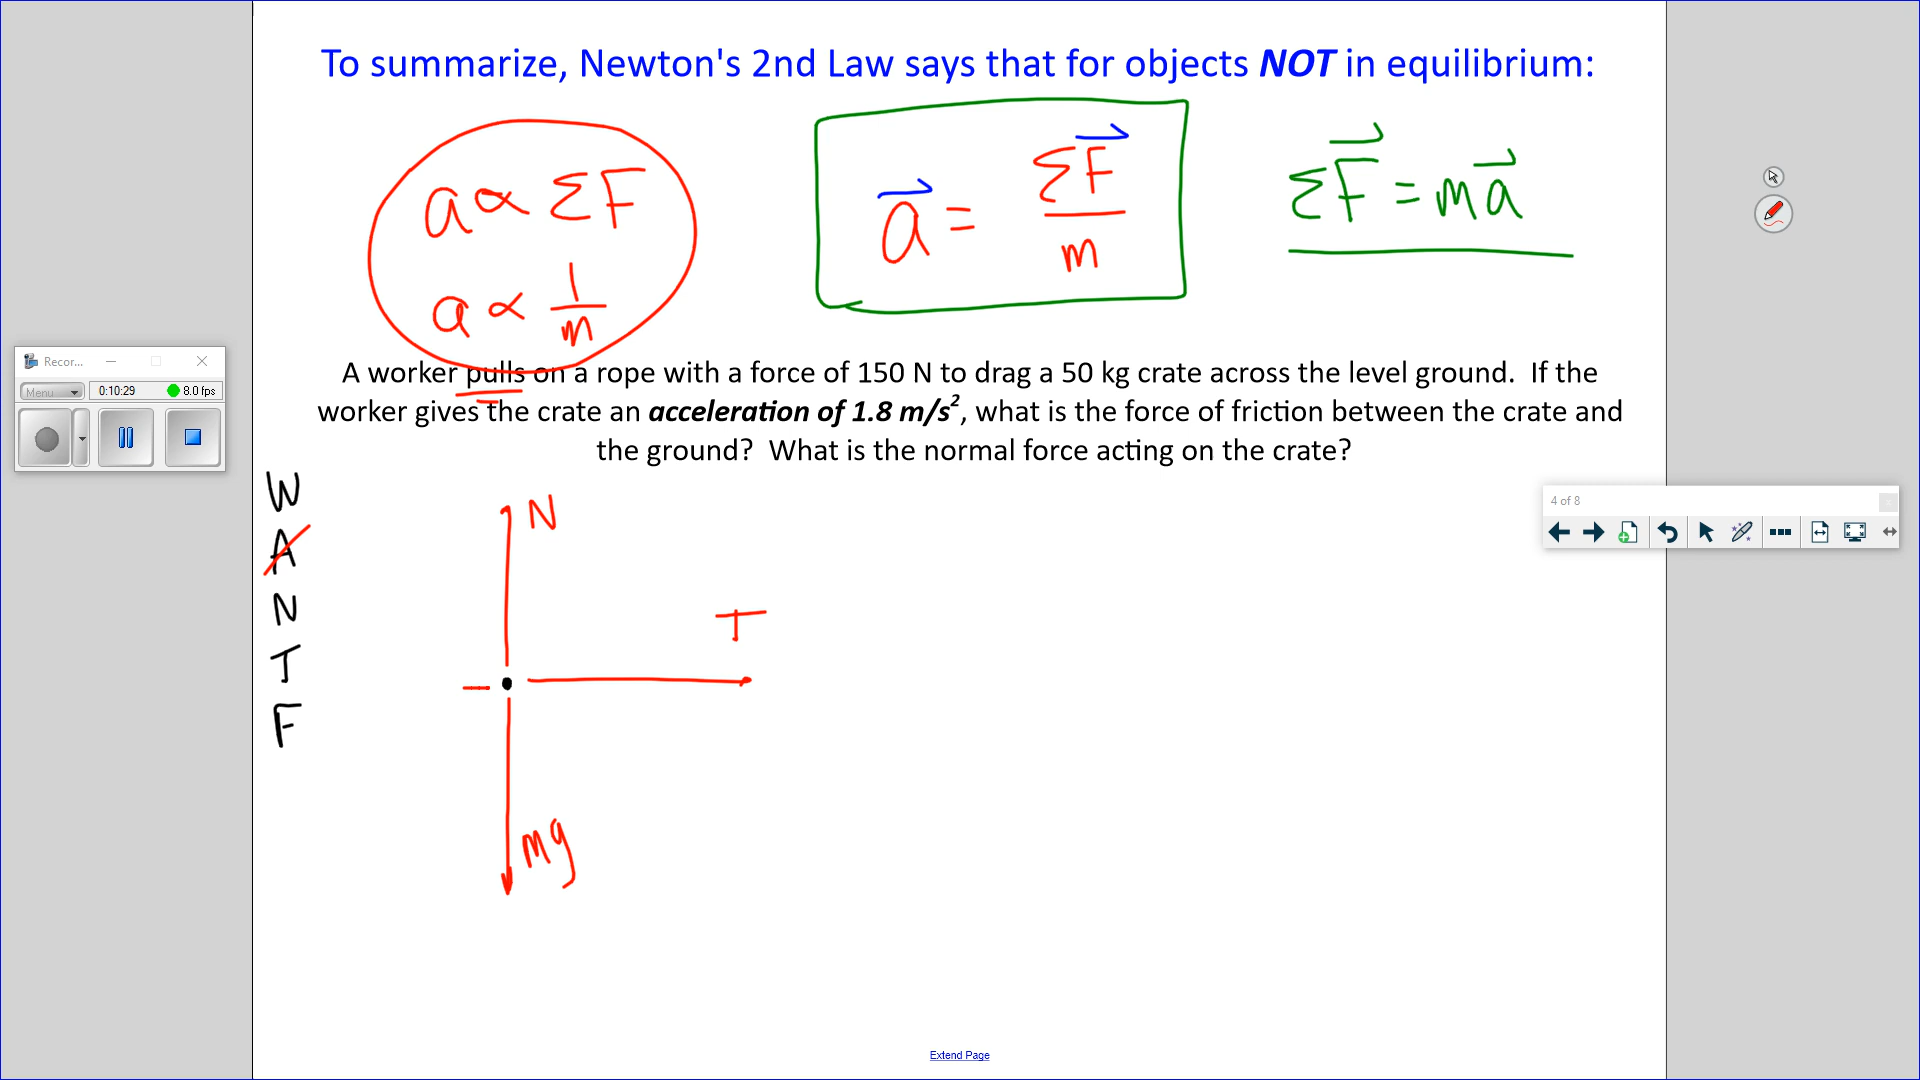 To summarize, Newton's 2nd Law says that for objects NOT in equilibrium:
a ∝ ΣF
a ∝ 1/m
a⃗ = ΣF⃗/m
ΣF⃗ = ma⃗
A worker pulls on a rope with a force of 150 N to drag a 50 kg crate across the level ground. If the
worker gives the crate an acceleration of 1.8 m/s², what is the force of friction between the crate and
the ground? What is the normal force acting on the crate?
W
A
N
T
F
N
T
mg
Recor...
Menu
0:10:29
8.0 fps
4 of 8
Extend Page